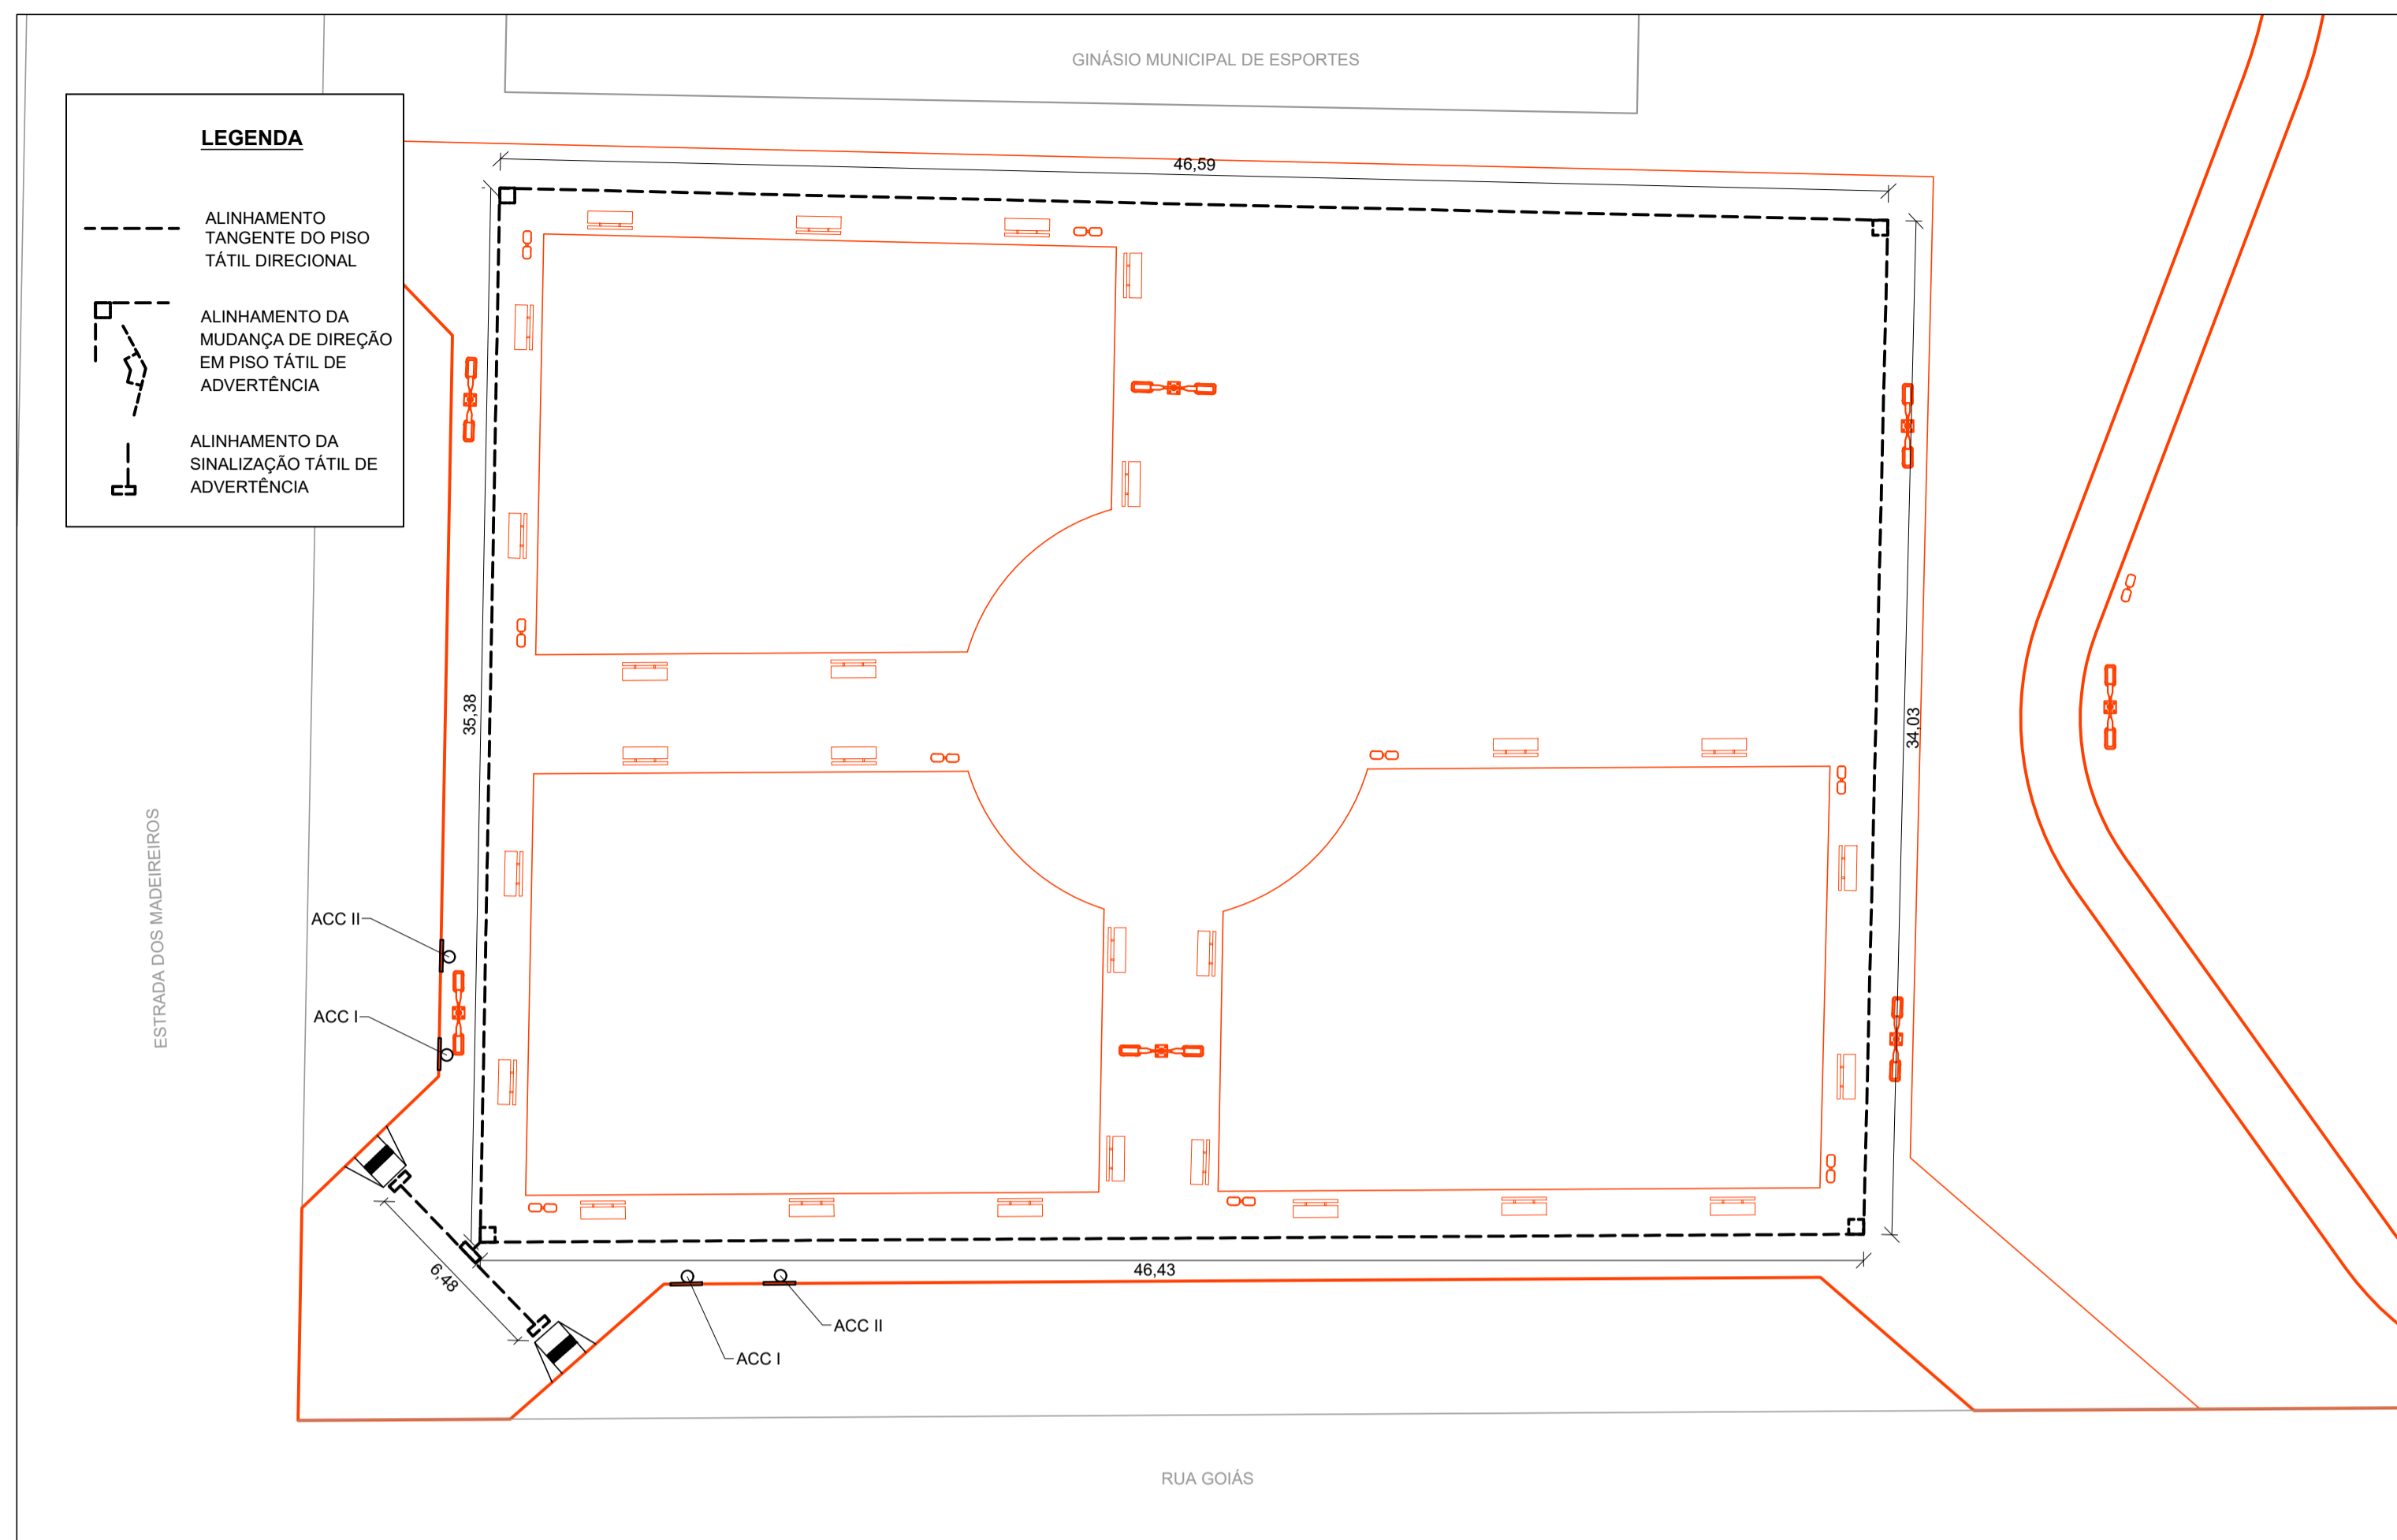 GINÁSIO MUNICIPAL DE ESPORTES
LEGENDA
ALINHAMENTO
TANGENTE DO PISO
TÁTIL DIRECIONAL
ALINHAMENTO DA
MUDANÇA DE DIREÇÃO
EM PISO TÁTIL DE
ADVERTÊNCIA
ALINHAMENTO DA
SINALIZAÇÃO TÁTIL DE
ADVERTÊNCIA
46,59
35,38
34,03
ESTRADA DOS MADEIREIROS
ACC II
ACC I
6,48
46,43
ACC II
ACC I
RUA GOIÁS